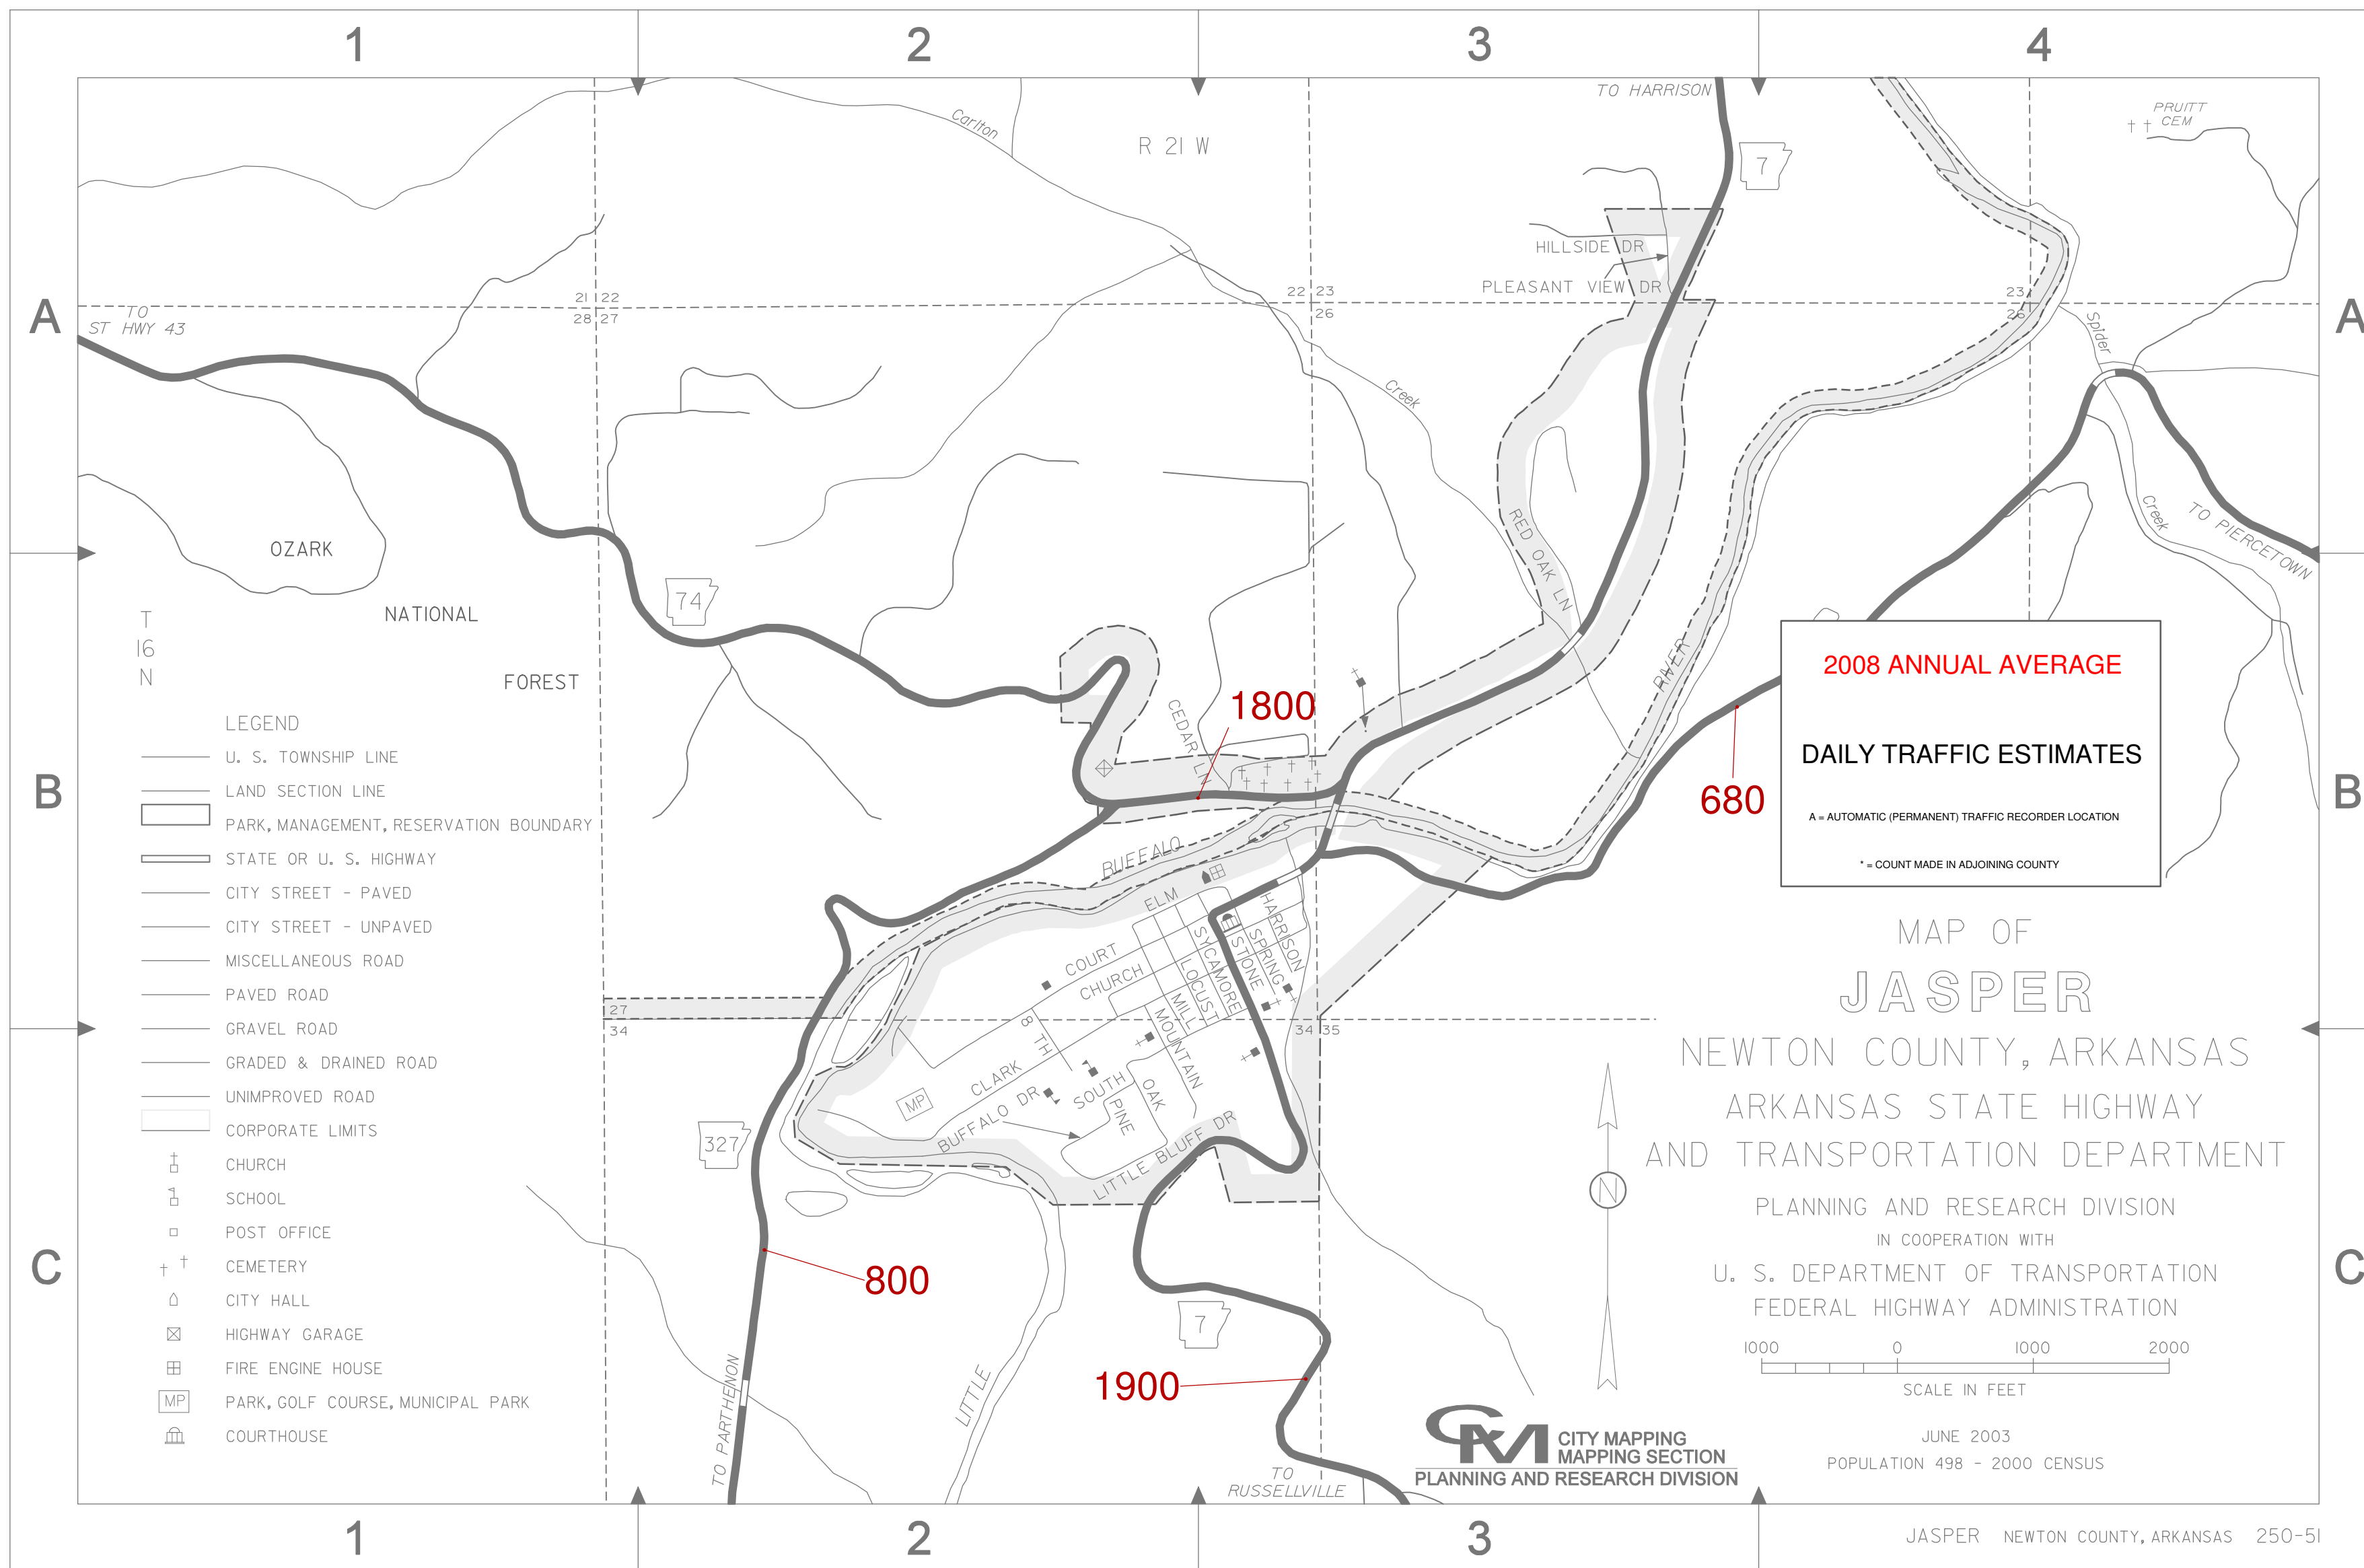 1 2 3 4
A
A
B
B
C
C
1 2 3
TO HARRISON
7
PRUITT
CEM
Carlton
R 21 W
HILLSIDE DR
PLEASANT VIEW DR
21 22
28 27
22 23
26
23
26
TO
ST HWY 43
Spider
Creek
Creek
TO PIERCETOWN
OZARK
NATIONAL
FOREST
T
16
N
74
RED OAK LN
RIVER
CEDAR LN
1800
680
2008 ANNUAL AVERAGE
DAILY TRAFFIC ESTIMATES
A = AUTOMATIC (PERMANENT) TRAFFIC RECORDER LOCATION
* = COUNT MADE IN ADJOINING COUNTY
LEGEND
U. S. TOWNSHIP LINE
LAND SECTION LINE
PARK, MANAGEMENT, RESERVATION BOUNDARY
STATE OR U. S. HIGHWAY
CITY STREET - PAVED
CITY STREET - UNPAVED
MISCELLANEOUS ROAD
PAVED ROAD
GRAVEL ROAD
GRADED & DRAINED ROAD
UNIMPROVED ROAD
CORPORATE LIMITS
CHURCH
SCHOOL
POST OFFICE
CEMETERY
CITY HALL
HIGHWAY GARAGE
FIRE ENGINE HOUSE
MP PARK, GOLF COURSE, MUNICIPAL PARK
COURTHOUSE
BUFFALO
ELM
COURT
CHURCH
HARRISON
SPRING
STONE
SYCAMORE
LOCUST
MILL
MOUNTAIN
8 TH
CLARK
SOUTH
OAK
PINE
BUFFALO DR
LITTLE BLUFF DR
MP
27
34
34 35
327
800
7
1900
TO PARTHENON
LITTLE
TO
RUSSELLVILLE
N
MAP OF
JASPER
NEWTON COUNTY, ARKANSAS
ARKANSAS STATE HIGHWAY
AND TRANSPORTATION DEPARTMENT
PLANNING AND RESEARCH DIVISION
IN COOPERATION WITH
U. S. DEPARTMENT OF TRANSPORTATION
FEDERAL HIGHWAY ADMINISTRATION
1000 0 1000 2000
SCALE IN FEET
JUNE 2003
POPULATION 498 - 2000 CENSUS
CM
CITY MAPPING
MAPPING SECTION
PLANNING AND RESEARCH DIVISION
JASPER NEWTON COUNTY, ARKANSAS 250-51